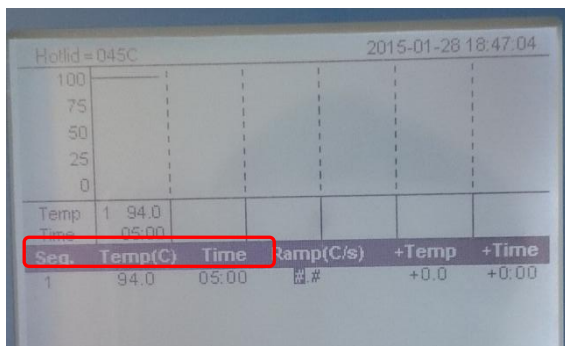 Hotlid=045C 2015-01-28 18:47:04
100
75
50
25
0
Temp 1 94.0
Time 05:00
Seq. Temp(C) Time Ramp(C/s) +Temp +Time
1 94.0 05:00 #.# +0.0 +0:00